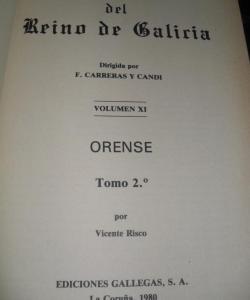 del
Reino de Galicia
Dirigida por
F. CARRERAS Y CANDI
VOLUMEN XI
ORENSE
Tomo 2.º
por
Vicente Risco
EDICIONES GALLEGAS, S. A.
La Coruña, 1980